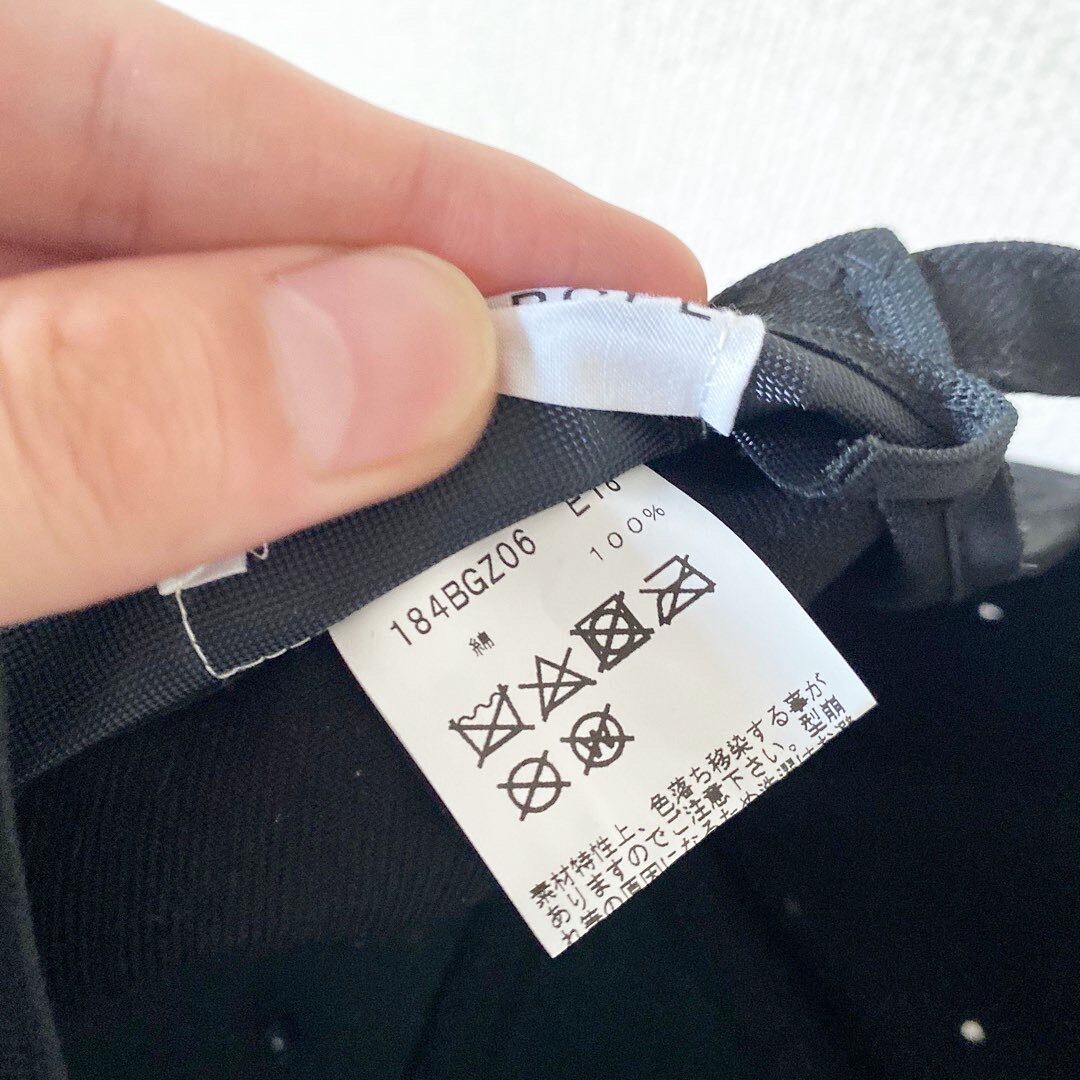 184BGZ06 E16
綿 100%
素材特性上、色落ち移染する事が
ありますのでご注意下さい。型崩